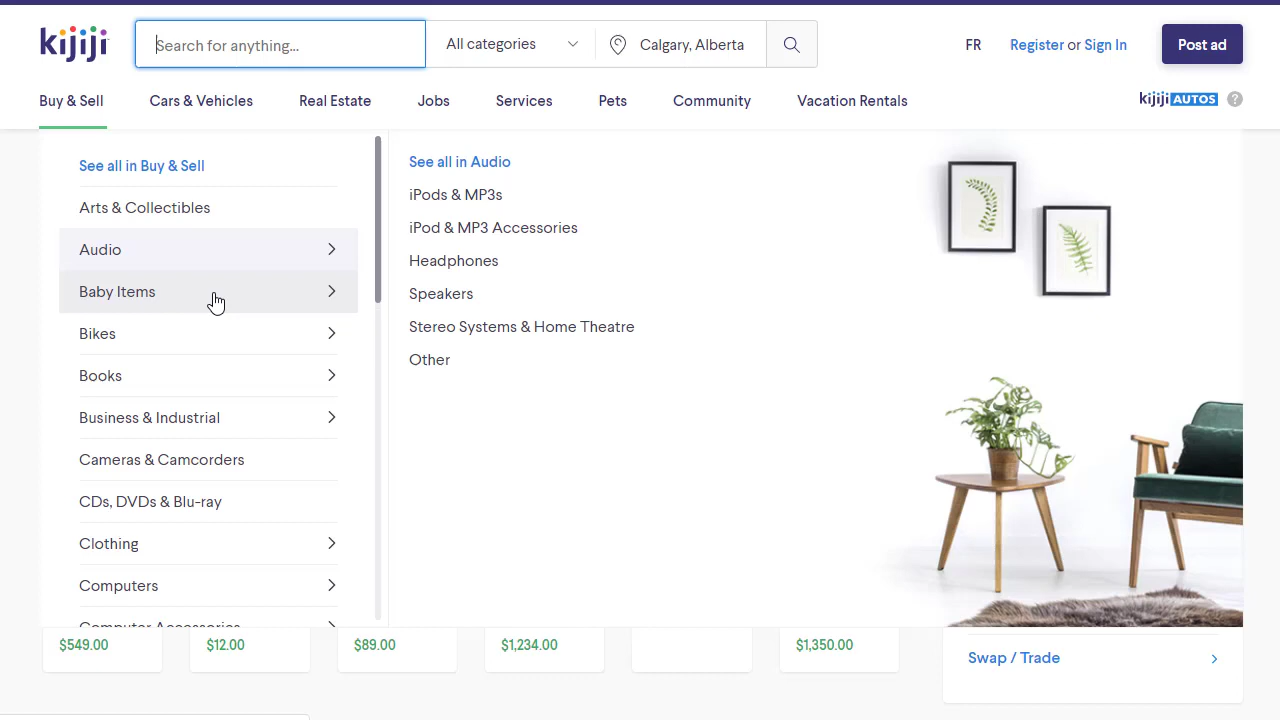 kijiji
Search for anything...
All categories
Calgary, Alberta
FR
Register or Sign In
Post ad
Buy & Sell
Cars & Vehicles
Real Estate
Jobs
Services
Pets
Community
Vacation Rentals
kijiji AUTOS ?
See all in Buy & Sell
Arts & Collectibles
Audio
Baby Items
Bikes
Books
Business & Industrial
Cameras & Camcorders
CDs, DVDs & Blu-ray
Clothing
Computers
Computer Accessories
See all in Audio
iPods & MP3s
iPod & MP3 Accessories
Headphones
Speakers
Stereo Systems & Home Theatre
Other
$549.00
$12.00
$89.00
$1,234.00
$1,350.00
Swap / Trade